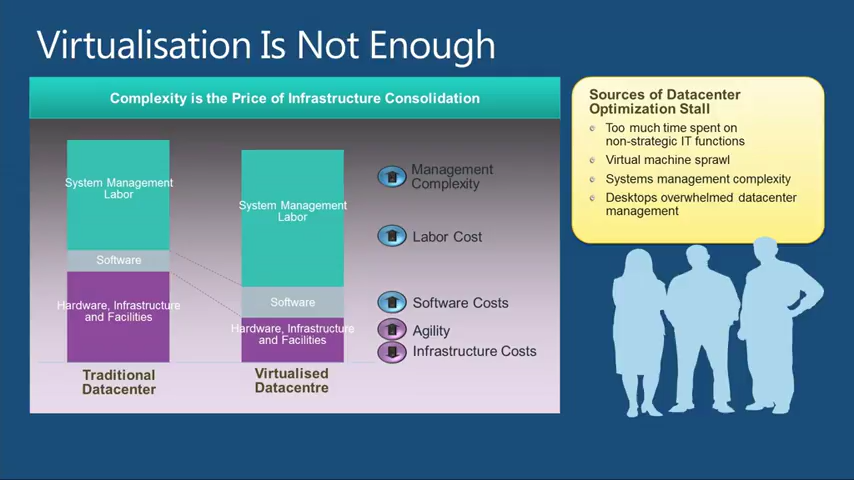 Virtualisation Is Not Enough
Complexity is the Price of Infrastructure Consolidation
System Management
Labor
Software
Hardware, Infrastructure
and Facilities
Traditional
Datacenter
System Management
Labor
Software
Hardware, Infrastructure
and Facilities
Virtualised
Datacentre
Management
Complexity
Labor Cost
Software Costs
Agility
Infrastructure Costs
Sources of Datacenter
Optimization Stall
Too much time spent on
non-strategic IT functions
Virtual machine sprawl
Systems management complexity
Desktops overwhelmed datacenter
management